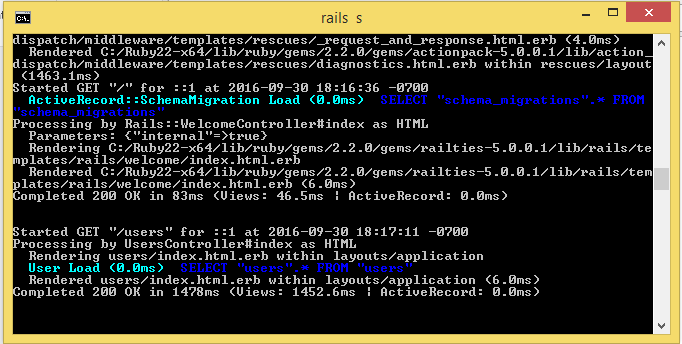 rails s
dispatch/middleware/templates/rescues/_request_and_response.html.erb (4.0ms)
  Rendered C:/Ruby22-x64/lib/ruby/gems/2.2.0/gems/actionpack-5.0.0.1/lib/action_
dispatch/middleware/templates/rescues/diagnostics.html.erb within rescues/layout
 (1463.1ms)
Started GET "/" for ::1 at 2016-09-30 18:16:36 -0700
  ActiveRecord::SchemaMigration Load (0.0ms)  SELECT "schema_migrations".* FROM
"schema_migrations"
Processing by Rails::WelcomeController#index as HTML
  Parameters: {"internal"=>true}
  Rendering C:/Ruby22-x64/lib/ruby/gems/2.2.0/gems/railties-5.0.0.1/lib/rails/te
mplates/rails/welcome/index.html.erb
  Rendered C:/Ruby22-x64/lib/ruby/gems/2.2.0/gems/railties-5.0.0.1/lib/rails/tem
plates/rails/welcome/index.html.erb (6.0ms)
Completed 200 OK in 83ms (Views: 46.5ms | ActiveRecord: 0.0ms)
Started GET "/users" for ::1 at 2016-09-30 18:17:11 -0700
Processing by UsersController#index as HTML
  Rendering users/index.html.erb within layouts/application
  User Load (0.0ms)  SELECT "users".* FROM "users"
  Rendered users/index.html.erb within layouts/application (6.0ms)
Completed 200 OK in 1478ms (Views: 1452.6ms | ActiveRecord: 0.0ms)